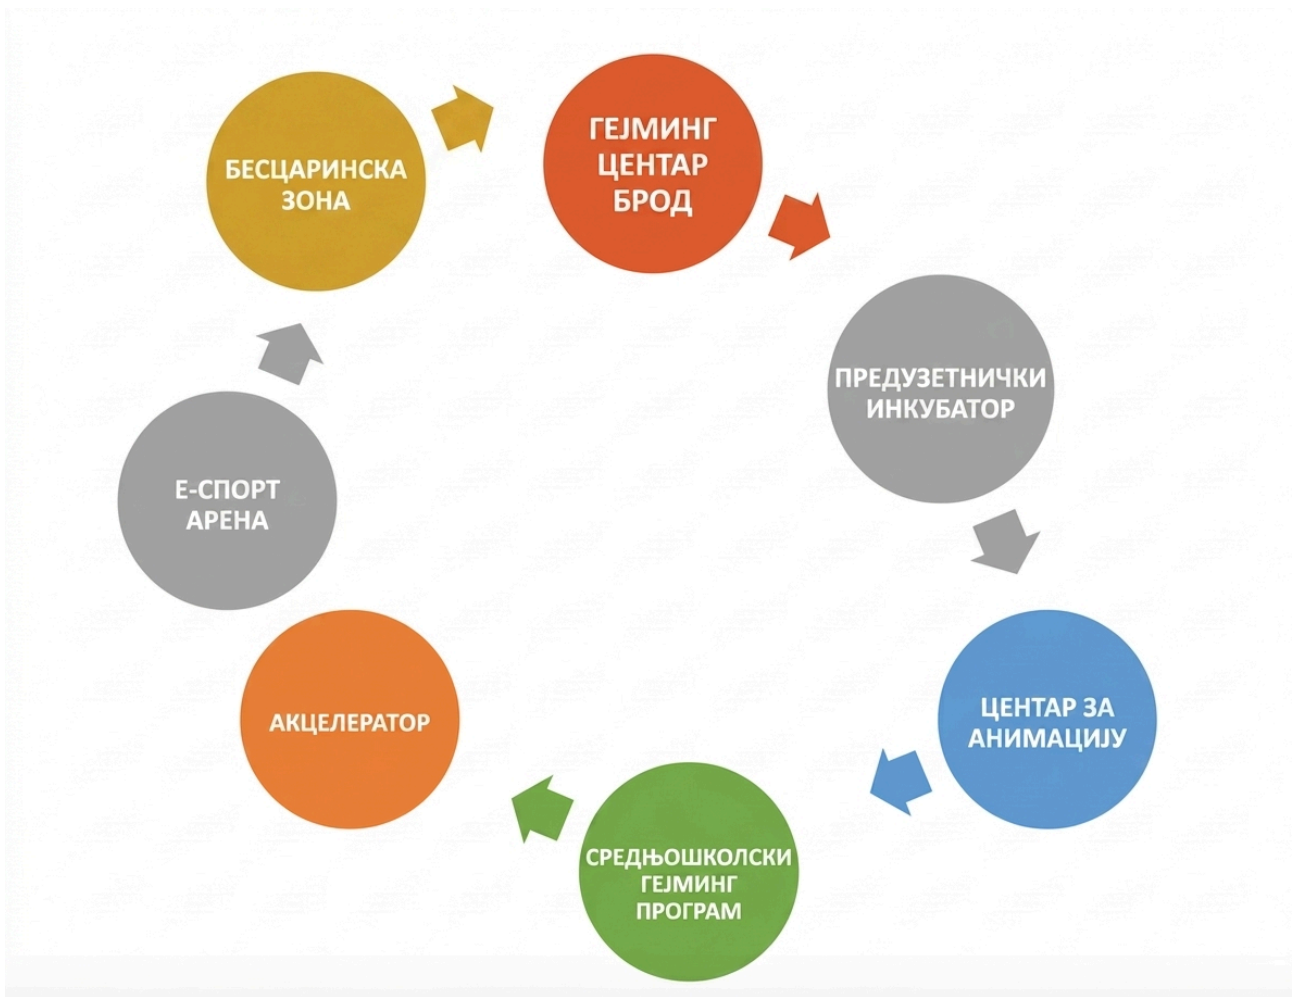 БЕСЦАРИНСКА
ЗОНА
ГЕЈМИНГ
ЦЕНТАР
БРОД
ПРЕДУЗЕТНИЧКИ
ИНКУБАТОР
ЦЕНТАР ЗА
АНИМАЦИЈУ
СРЕДЊОШКОЛСКИ
ГЕЈМИНГ
ПРОГРАМ
АКЦЕЛЕРАТОР
Е-СПОРТ
АРЕНА